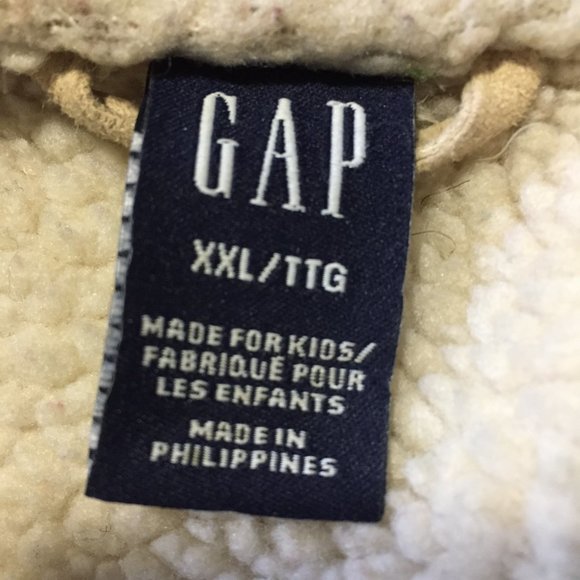 GAP
XXL/TTG
MADE FOR KIDS/
FABRIQUÉ POUR
LES ENFANTS
MADE IN
PHILIPPINES